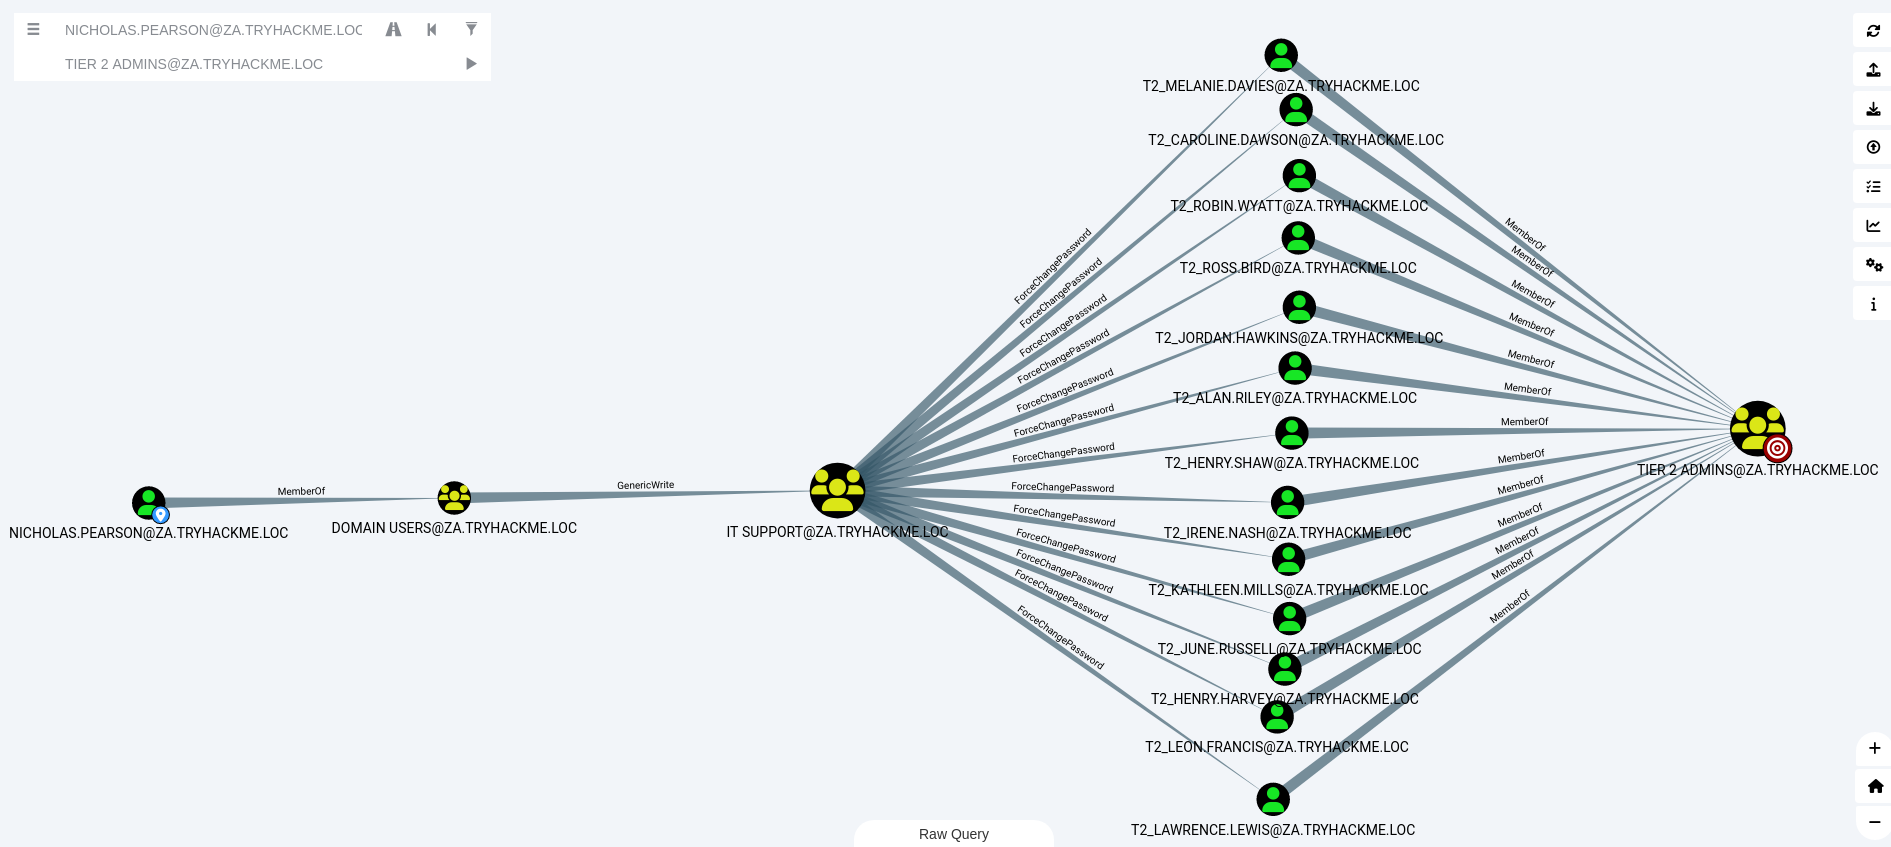 NICHOLAS.PEARSON@ZA.TRYHACKME.LOC
TIER 2 ADMINS@ZA.TRYHACKME.LOC
T2_MELANIE.DAVIES@ZA.TRYHACKME.LOC
T2_CAROLINE.DAWSON@ZA.TRYHACKME.LOC
T2_ROBIN.WYATT@ZA.TRYHACKME.LOC
T2_ROSS.BIRD@ZA.TRYHACKME.LOC
T2_JORDAN.HAWKINS@ZA.TRYHACKME.LOC
T2_ALAN.RILEY@ZA.TRYHACKME.LOC
T2_HENRY.SHAW@ZA.TRYHACKME.LOC
T2_IRENE.NASH@ZA.TRYHACKME.LOC
T2_KATHLEEN.MILLS@ZA.TRYHACKME.LOC
T2_JUNE.RUSSELL@ZA.TRYHACKME.LOC
T2_HENRY.HARVEY@ZA.TRYHACKME.LOC
T2_LEON.FRANCIS@ZA.TRYHACKME.LOC
T2_LAWRENCE.LEWIS@ZA.TRYHACKME.LOC
ForceChangePassword
ForceChangePassword
ForceChangePassword
ForceChangePassword
ForceChangePassword
ForceChangePassword
ForceChangePassword
ForceChangePassword
ForceChangePassword
ForceChangePassword
ForceChangePassword
ForceChangePassword
ForceChangePassword
MemberOf
MemberOf
MemberOf
MemberOf
MemberOf
MemberOf
MemberOf
MemberOf
MemberOf
MemberOf
MemberOf
MemberOf
MemberOf
TIER 2 ADMINS@ZA.TRYHACKME.LOC
MemberOf
GenericWrite
NICHOLAS.PEARSON@ZA.TRYHACKME.LOC
DOMAIN USERS@ZA.TRYHACKME.LOC
IT SUPPORT@ZA.TRYHACKME.LOC
Raw Query